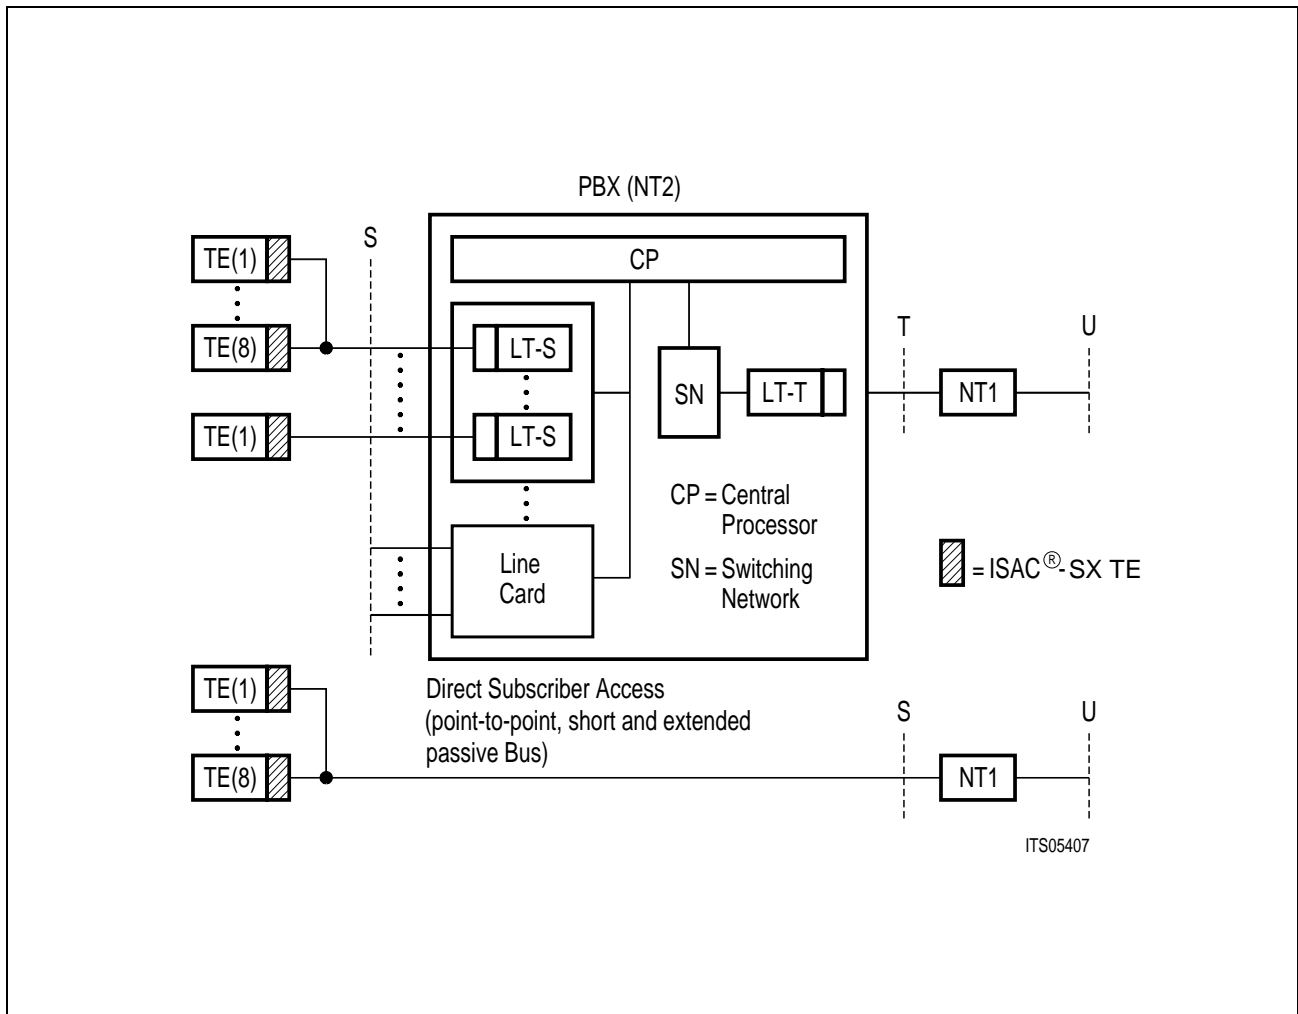 PBX (NT2)
S
TE(1)
CP
TE(8)
LT-S
T
U
SN
LT-T
NT1
TE(1)
LT-S
CP = Central
Processor
Line
Card
SN = Switching
Network
= ISAC®-SX TE
TE(1)
Direct Subscriber Access
(point-to-point, short and extended
passive Bus)
S
U
TE(8)
NT1
ITS05407